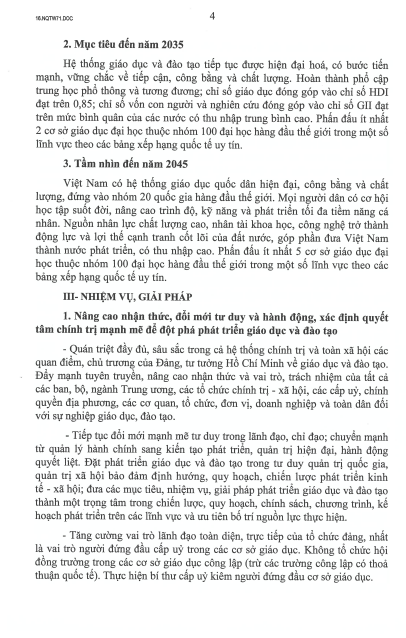 16.NQTW71.DOC
4
2. Mục tiêu đến năm 2035
Hệ thống giáo dục và đào tạo tiếp tục được hiện đại hoá, có bước tiến
mạnh, vững chắc về tiếp cận, công bằng và chất lượng. Hoàn thành phổ cập
trung học phổ thông và tương đương; chỉ số giáo dục đóng góp vào chỉ số HDI
đạt trên 0,85; chỉ số vốn con người và nghiên cứu đóng góp vào chỉ số GII đạt
trên mức bình quân của các nước có thu nhập trung bình cao. Phấn đấu ít nhất
2 cơ sở giáo dục đại học thuộc nhóm 100 đại học hàng đầu thế giới trong một số
lĩnh vực theo các bảng xếp hạng quốc tế uy tín.
3. Tầm nhìn đến năm 2045
Việt Nam có hệ thống giáo dục quốc dân hiện đại, công bằng và chất
lượng, đứng vào nhóm 20 quốc gia hàng đầu thế giới. Mọi người dân có cơ hội
học tập suốt đời, nâng cao trình độ, kỹ năng và phát triển tối đa tiềm năng cá
nhân. Nguồn nhân lực chất lượng cao, nhân tài khoa học, công nghệ trở thành
động lực và lợi thế cạnh tranh cốt lõi của đất nước, góp phần đưa Việt Nam
thành nước phát triển, có thu nhập cao. Phấn đấu ít nhất 5 cơ sở giáo dục đại
học thuộc nhóm 100 đại học hàng đầu thế giới trong một số lĩnh vực theo các
bảng xếp hạng quốc tế uy tín.
III- NHIỆM VỤ, GIẢI PHÁP
1. Nâng cao nhận thức, đổi mới tư duy và hành động, xác định quyết
tâm chính trị mạnh mẽ để đột phá phát triển giáo dục và đào tạo
- Quán triệt đầy đủ, sâu sắc trong cả hệ thống chính trị và toàn xã hội các
quan điểm, chủ trương của Đảng, tư tưởng Hồ Chí Minh về giáo dục và đào tạo.
Đẩy mạnh tuyên truyền, nâng cao nhận thức và vai trò, trách nhiệm của tất cả
các ban, bộ, ngành Trung ương, các tổ chức chính trị - xã hội, các cấp uỷ, chính
quyền địa phương, các cơ quan, tổ chức, đơn vị, doanh nghiệp và toàn dân đối
với sự nghiệp giáo dục, đào tạo.
- Tiếp tục đổi mới mạnh mẽ tư duy trong lãnh đạo, chỉ đạo; chuyển mạnh
từ quản lý hành chính sang kiến tạo phát triển, quản trị hiện đại, hành động
quyết liệt. Đặt phát triển giáo dục và đào tạo trong tư duy quản trị quốc gia,
quản trị xã hội bảo đảm định hướng, quy hoạch, chiến lược phát triển kinh
tế - xã hội; đưa các mục tiêu, nhiệm vụ, giải pháp phát triển giáo dục và đào tạo
thành một trọng tâm trong chiến lược, quy hoạch, chính sách, chương trình, kế
hoạch phát triển các lĩnh vực và ưu tiên bố trí nguồn lực thực hiện.
- Tăng cường vai trò lãnh đạo toàn diện, trực tiếp của tổ chức đảng, nhất
là vai trò người đứng đầu cấp uỷ trong các cơ sở giáo dục. Không tổ chức hội
đồng trường trong các cơ sở giáo dục công lập (trừ các trường công lập có thoả
thuận quốc tế). Thực hiện bí thư cấp uỷ kiêm người đứng đầu cơ sở giáo dục.